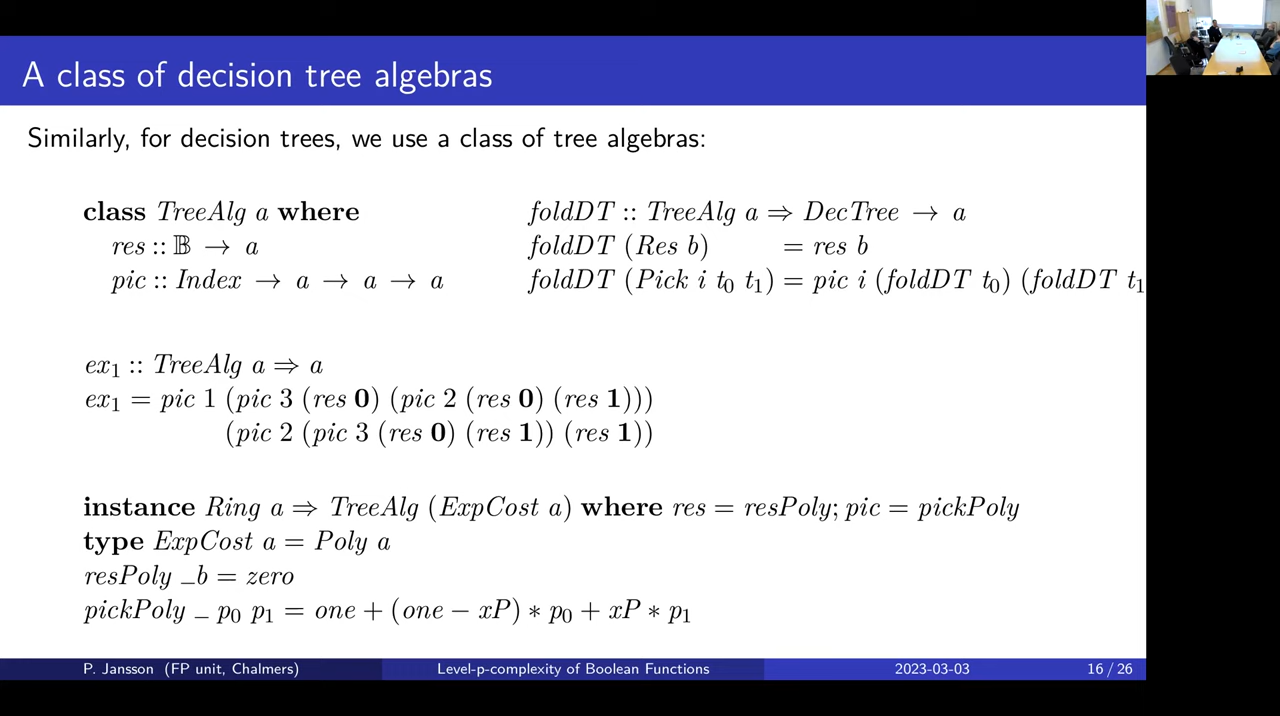 A class of decision tree algebras
Similarly, for decision trees, we use a class of tree algebras:
class TreeAlg a where
res :: 𝔹 → a
pic :: Index → a → a → a
foldDT :: TreeAlg a ⇒ DecTree → a
foldDT (Res b) = res b
foldDT (Pick i t₀ t₁) = pic i (foldDT t₀) (foldDT t₁
ex₁ :: TreeAlg a ⇒ a
ex₁ = pic 1 (pic 3 (res 0) (pic 2 (res 0) (res 1)))
(pic 2 (pic 3 (res 0) (res 1)) (res 1))
instance Ring a ⇒ TreeAlg (ExpCost a) where res = resPoly; pic = pickPoly
type ExpCost a = Poly a
resPoly _b = zero
pickPoly _ p₀ p₁ = one + (one − xP) ∗ p₀ + xP ∗ p₁
P. Jansson (FP unit, Chalmers) Level-p-complexity of Boolean Functions 2023-03-03 16 / 26